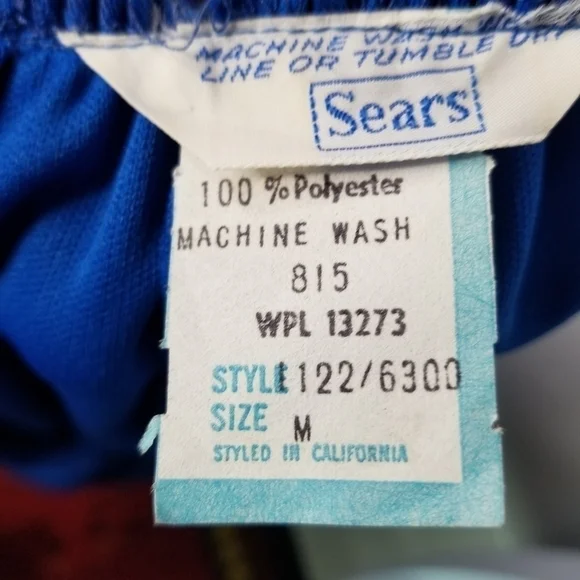 MACHINE WASH
LINE OR TUMBLE DRY
Sears
100 % Polyester
MACHINE WASH
815
WPL 13273
STYLE 122/6300
SIZE M
STYLED IN CALIFORNIA